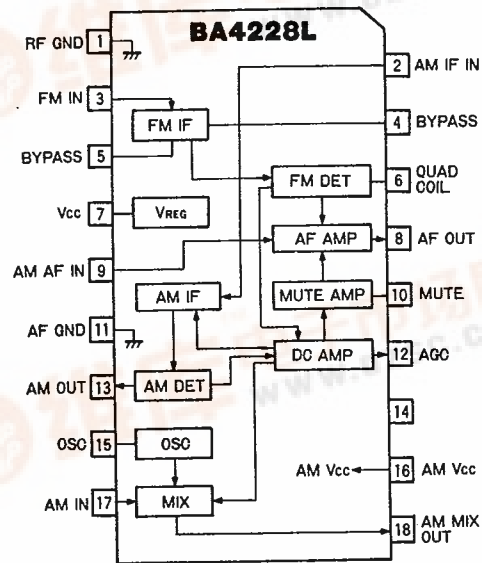 BA4228L
RF GND 1
2 AM IF IN
FM IN 3
FM IF
4 BYPASS
BYPASS 5
FM DET
6 QUAD COIL
Vcc 7
VREG
AF AMP
8 AF OUT
AM AF IN 9
AM IF
MUTE AMP
10 MUTE
AF GND 11
DC AMP
12 AGC
AM OUT 13
AM DET
14
OSC 15
OSC
AM Vcc
16 AM Vcc
AM IN 17
MIX
18 AM MIX OUT